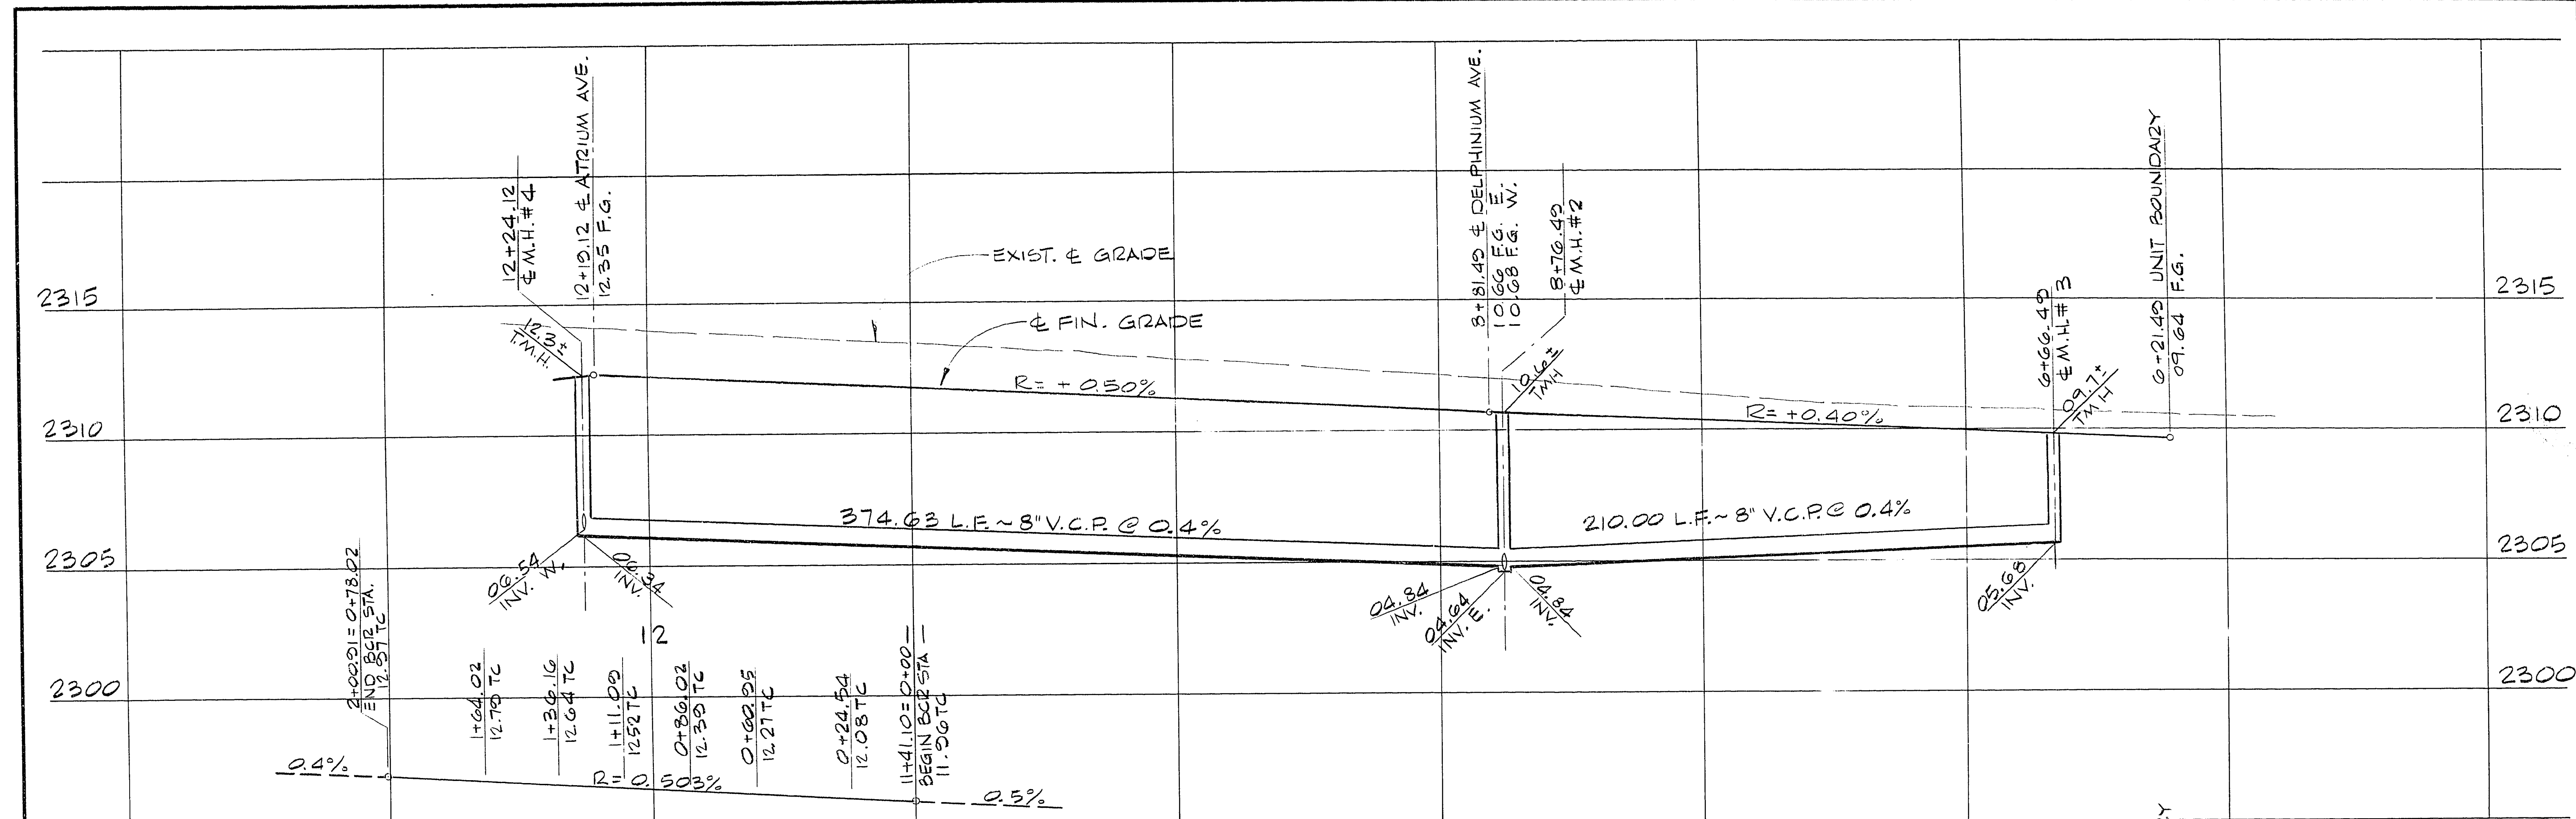 12+24.12
℄ M.H.#4
12+19.12 ℄ ATRIUM AVE.
12.35 F.G.
8+81.49 ℄ DELPHINIUM AVE.
10.66 F.G. E.
10.68 F.G. W.
8+76.49
℄ M.H.#2
6+66.49
℄ M.H.# 3
6+21.49 UNIT BOUNDARY
09.64 F.G.
EXIST. ℄ GRADE
℄ FIN. GRADE
2315
2315
12.3±
T.M.H.
R= + 0.50%
10.6±
TMH
R= +0.40%
09.7±
TMH
2310
2310
374.63 L.F.~8" V.C.P. @ 0.4%
210.00 L.F.~8" V.C.P.@ 0.4%
2305
2305
06.54
INV. W.
06.34
INV.
04.84
INV.
04.64
INV. E.
04.84
INV.
05.68
INV.
12
2300
2300
2+00.91=0+78.02
END BCR STA.
12.97 TC
1+64.02
12.79 TC
1+36.16
12.64 TC
1+11.09
1252 TC
0+86.02
12.39 TC
0+60.95
12.27 TC
0+24.54
12.08 TC
11+41.10=0+00
BEGIN BCR STA
11.96 TC
0.4%
R= 0.503%
0.5%